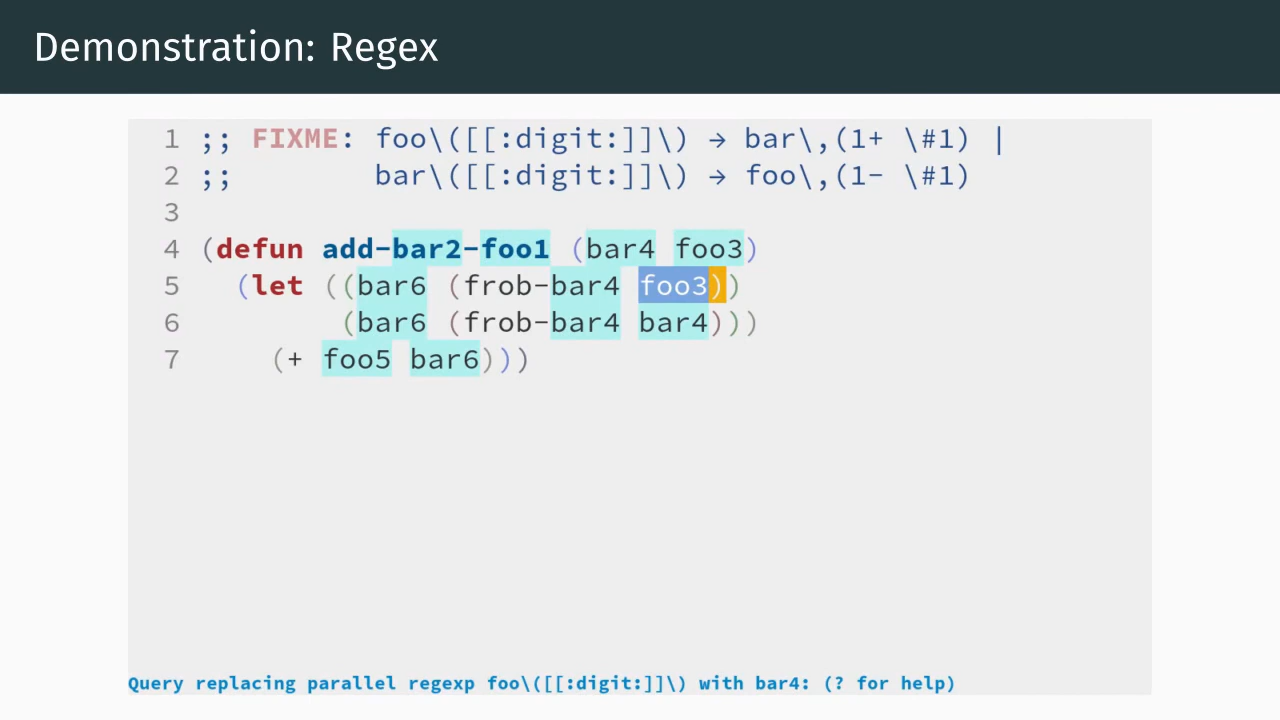 Demonstration: Regex
1 ;; FIXME: foo\([[:digit:]]\) → bar\,(1+ \#1) |
2 ;;        bar\([[:digit:]]\) → foo\,(1- \#1)
3
4 (defun add-bar2-foo1 (bar4 foo3)
5   (let ((bar6 (frob-bar4 foo3))
6         (bar6 (frob-bar4 bar4)))
7     (+ foo5 bar6)))
Query replacing parallel regexp foo\([[:digit:]]\) with bar4: (? for help)